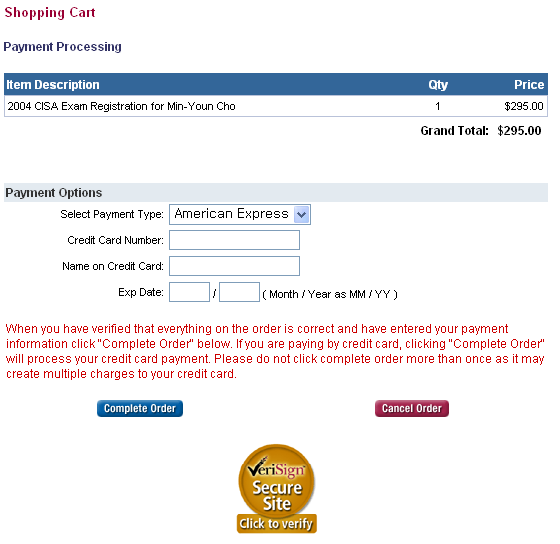 Shopping Cart
Payment Processing
Item Description Qty Price
2004 CISA Exam Registration for Min-Youn Cho 1 $295.00
Grand Total: $295.00
Payment Options
Select Payment Type: American Express
Credit Card Number:
Name on Credit Card:
Exp Date: / ( Month / Year as MM / YY )
When you have verified that everything on the order is correct and have entered your payment
information click "Complete Order" below. If you are paying by credit card, clicking "Complete Order"
will process your credit card payment. Please do not click complete order more than once as it may
create multiple charges to your credit card.
Complete Order Cancel Order
VeriSign
Secure
Site
Click to verify